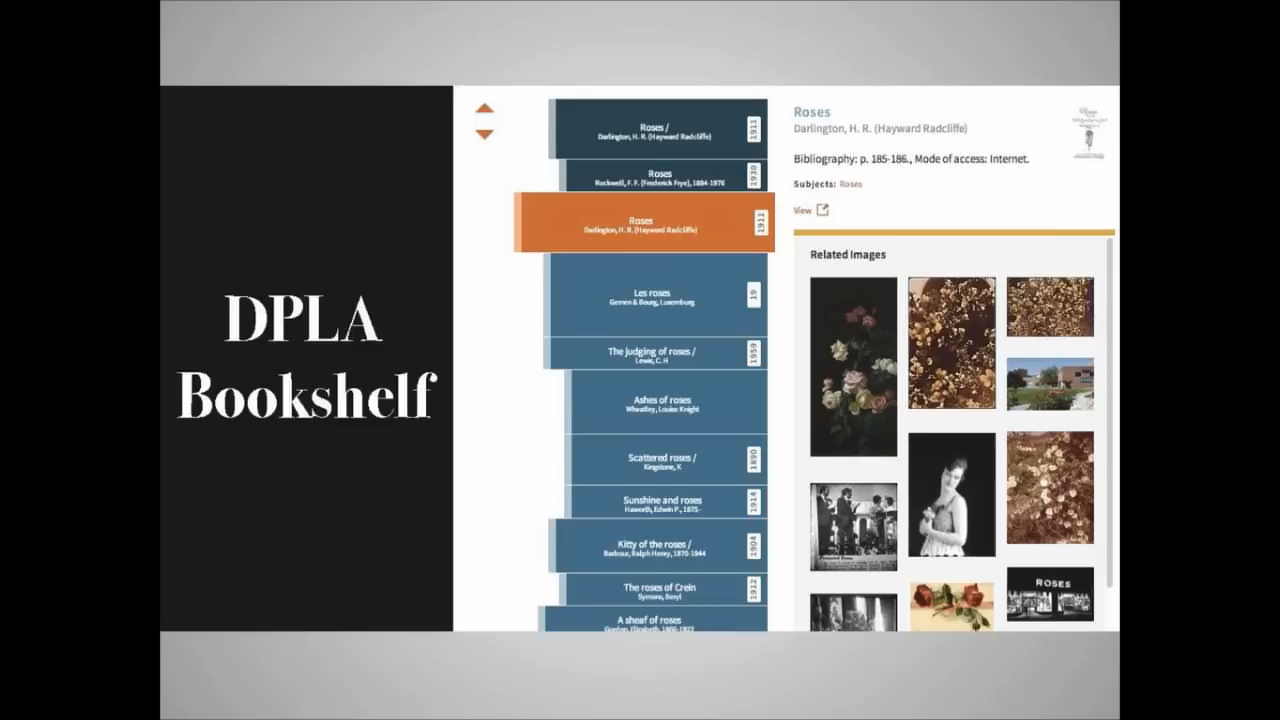 DPLA
Bookshelf
Roses /
Darlington, H. R. (Hayward Radcliffe)
1911
Roses
Rockwell, F. F. (Frederick Frye), 1884-1976
1930
Roses
Darlington, H. R. (Hayward Radcliffe)
1911
Les roses
Gemen & Bourg, Luxemburg
19
The judging of roses /
Lewis, C. H
1959
Ashes of roses
Wheatley, Louise Knight
Scattered roses /
Kingstone, K
1890
Sunshine and roses
Haworth, Edwin P., 1875-
1914
Kitty of the roses /
Barbour, Ralph Henry, 1870-1944
1904
The roses of Crein
Symons, Beryl
1912
A sheaf of roses
Gordon, Elizabeth, 1866-1922
Roses
Darlington, H. R. (Hayward Radcliffe)
Bibliography: p. 185-186., Mode of access: Internet.
Subjects: Roses
View
Related Images
ROSES